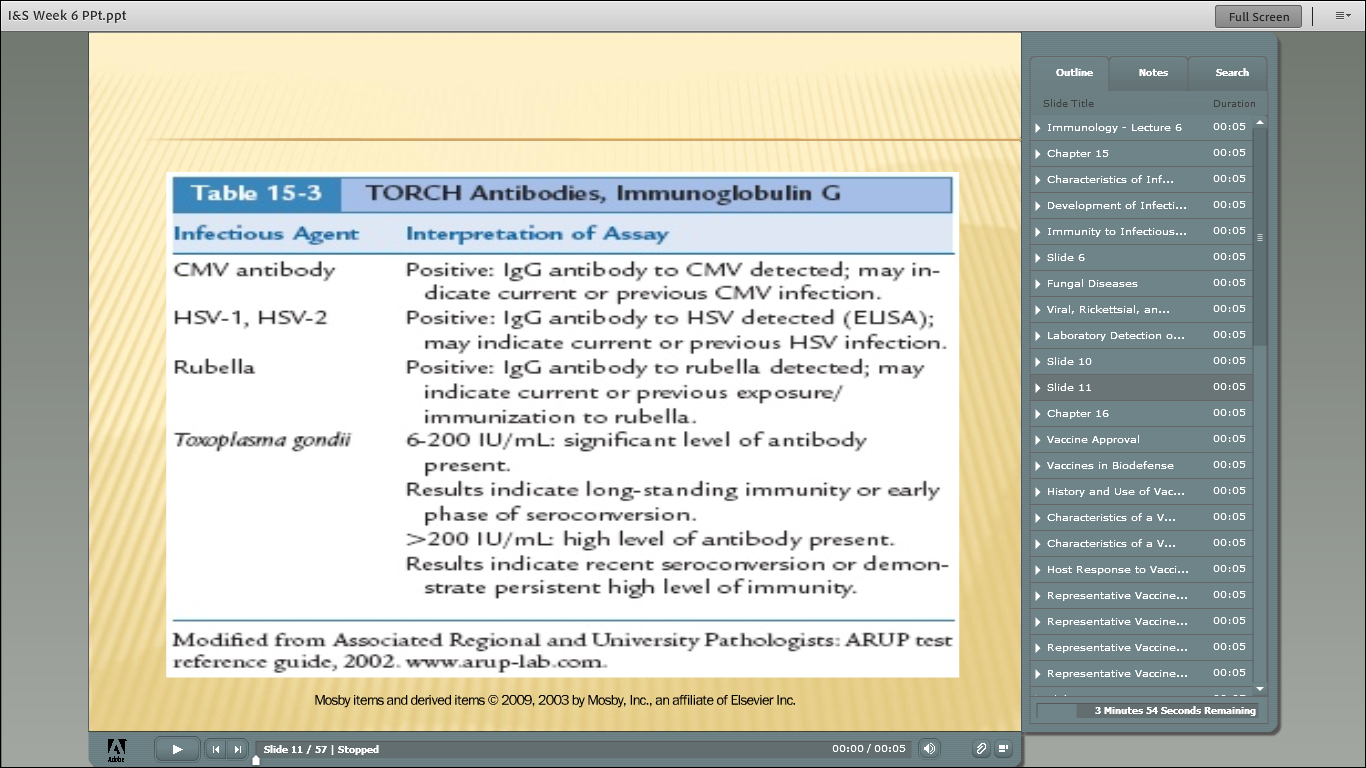 I&S Week 6 PPt.ppt
Full Screen
Table 15-3 TORCH Antibodies, Immunoglobulin G
Infectious Agent Interpretation of Assay
CMV antibody Positive: IgG antibody to CMV detected; may in-
dicate current or previous CMV infection.
HSV-1, HSV-2 Positive: IgG antibody to HSV detected (ELISA);
may indicate current or previous HSV infection.
Rubella Positive: IgG antibody to rubella detected; may
indicate current or previous exposure/
immunization to rubella.
Toxoplasma gondii 6-200 IU/mL: significant level of antibody
present.
Results indicate long-standing immunity or early
phase of seroconversion.
>200 IU/mL: high level of antibody present.
Results indicate recent seroconversion or demon-
strate persistent high level of immunity.
Modified from Associated Regional and University Pathologists: ARUP test
reference guide, 2002. www.arup-lab.com.
Mosby items and derived items © 2009, 2003 by Mosby, Inc., an affiliate of Elsevier Inc.
Adobe
Slide 11 / 57 | Stopped
00:00 / 00:05
Outline Notes Search
Slide Title Duration
Immunology - Lecture 6 00:05
Chapter 15 00:05
Characteristics of Inf... 00:05
Development of Infecti... 00:05
Immunity to Infectious... 00:05
Slide 6 00:05
Fungal Diseases 00:05
Viral, Rickettsial, an... 00:05
Laboratory Detection o... 00:05
Slide 10 00:05
Slide 11 00:05
Chapter 16 00:05
Vaccine Approval 00:05
Vaccines in Biodefense 00:05
History and Use of Vac... 00:05
Characteristics of a V... 00:05
Characteristics of a V... 00:05
Host Response to Vacci... 00:05
Representative Vaccine... 00:05
Representative Vaccine... 00:05
Representative Vaccine... 00:05
Representative Vaccine... 00:05
3 Minutes 54 Seconds Remaining